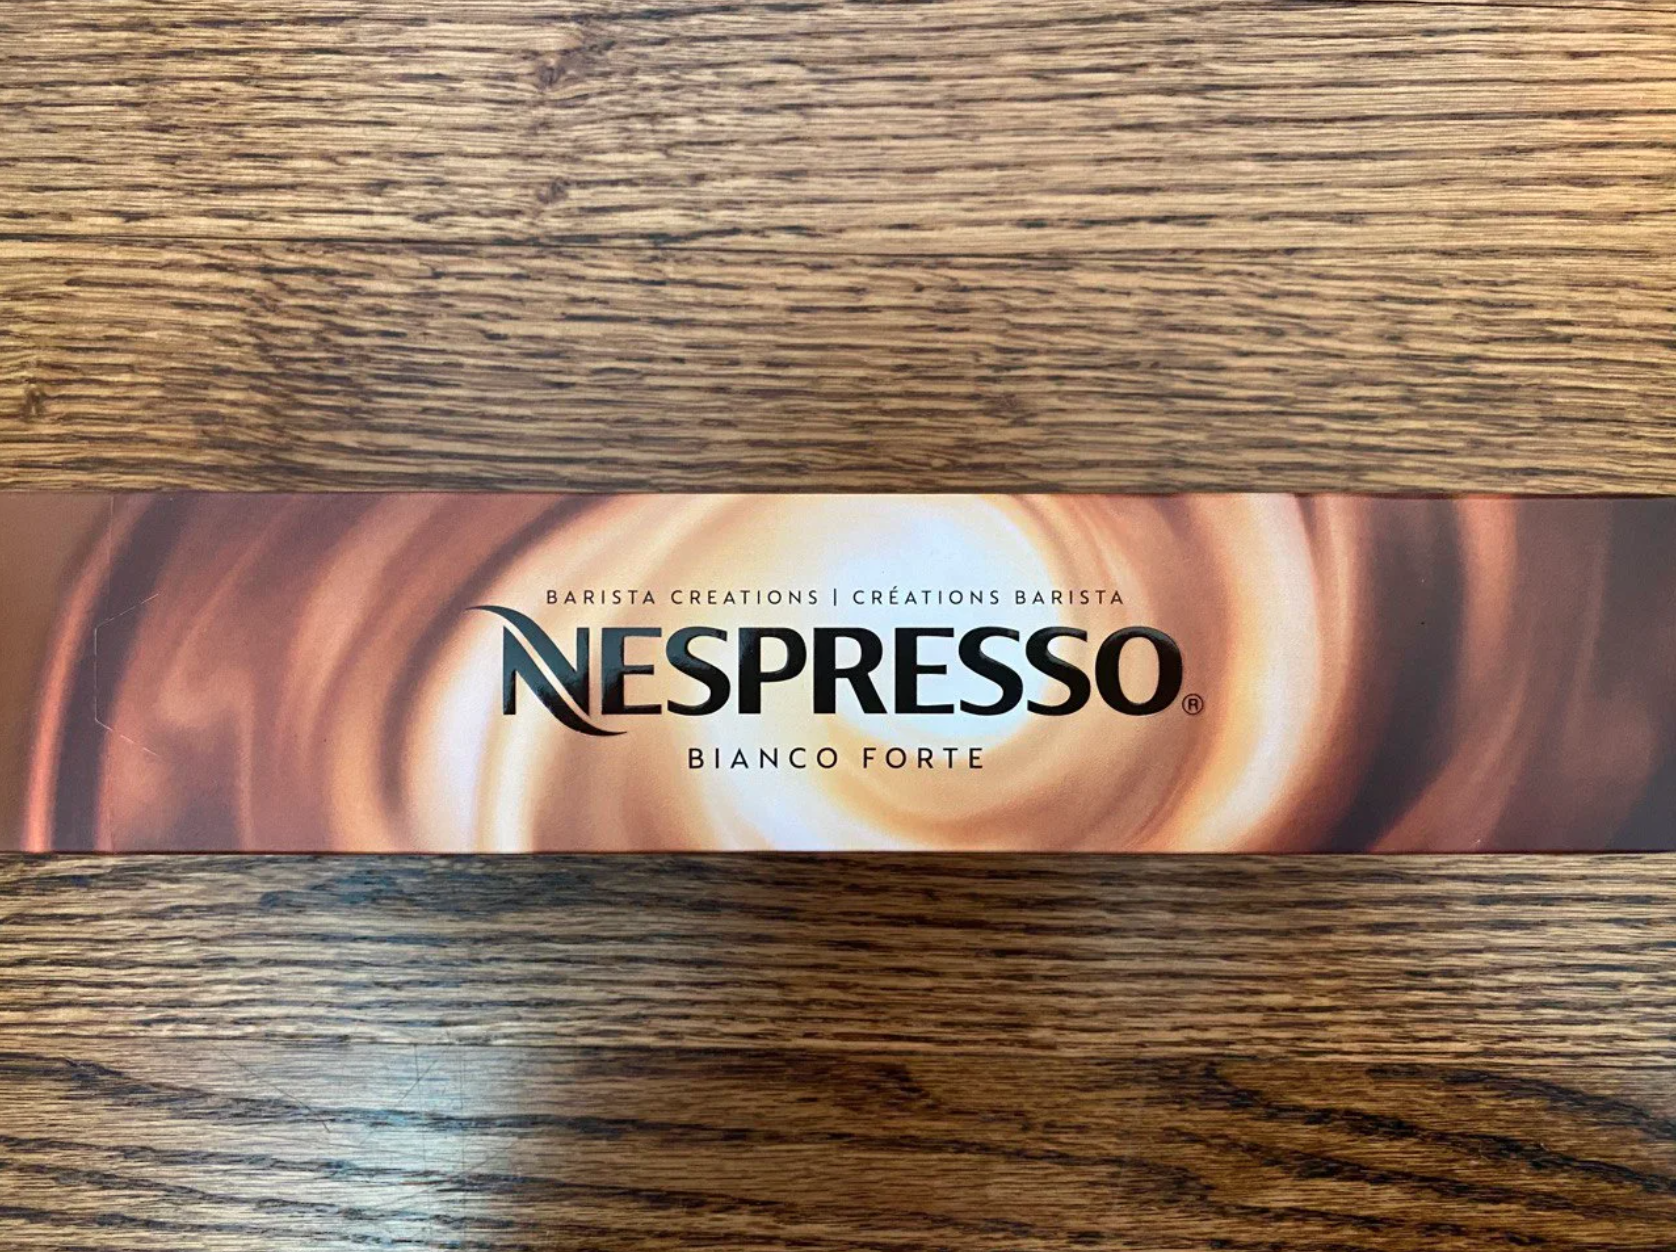 BARISTA CREATIONS | CRÉATIONS BARISTA
NESPRESSO®
BIANCO FORTE